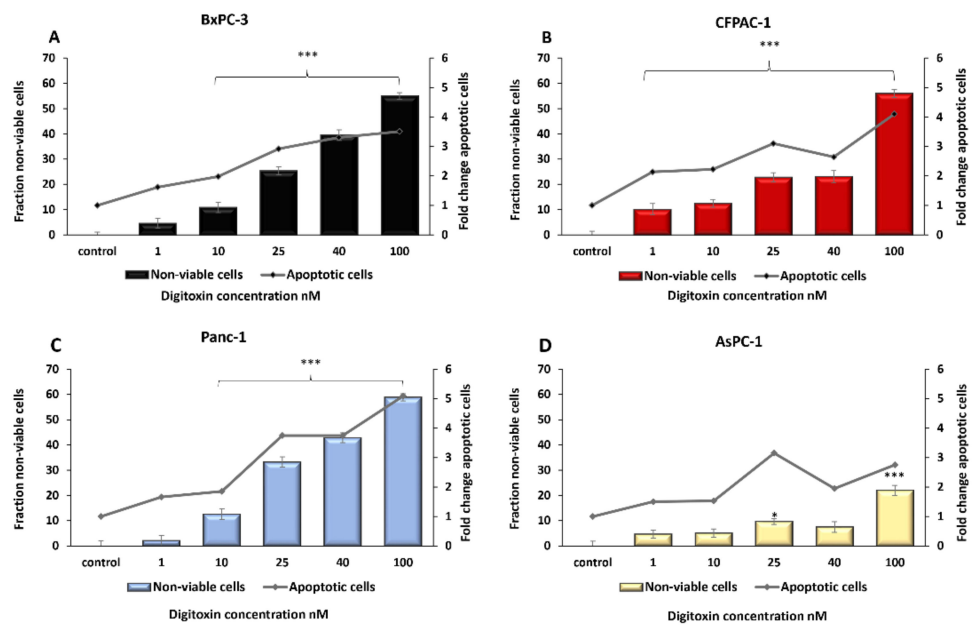 A
BxPC-3
***
Fraction non-viable cells
70
60
50
40
30
20
10
0
6
5
4
3
2
1
0
Fold change apoptotic cells
control 1 10 25 40 100
Non-viable cells Apoptotic cells
Digitoxin concentration nM
B
CFPAC-1
***
Fraction non-viable cells
70
60
50
40
30
20
10
0
6
5
4
3
2
1
0
Fold change apoptotic cells
control 1 10 25 40 100
Non-viable cells Apoptotic cells
Digitoxin concentration nM
C
Panc-1
***
Fraction non-viable cells
70
60
50
40
30
20
10
0
6
5
4
3
2
1
0
Fold change apoptotic cells
control 1 10 25 40 100
Non-viable cells Apoptotic cells
Digitoxin concentration nM
D
AsPC-1
Fraction non-viable cells
70
60
50
40
30
20
10
0
*
***
6
5
4
3
2
1
0
Fold change apoptotic cells
control 1 10 25 40 100
Non-viable cells Apoptotic cells
Digitoxin concentration nM